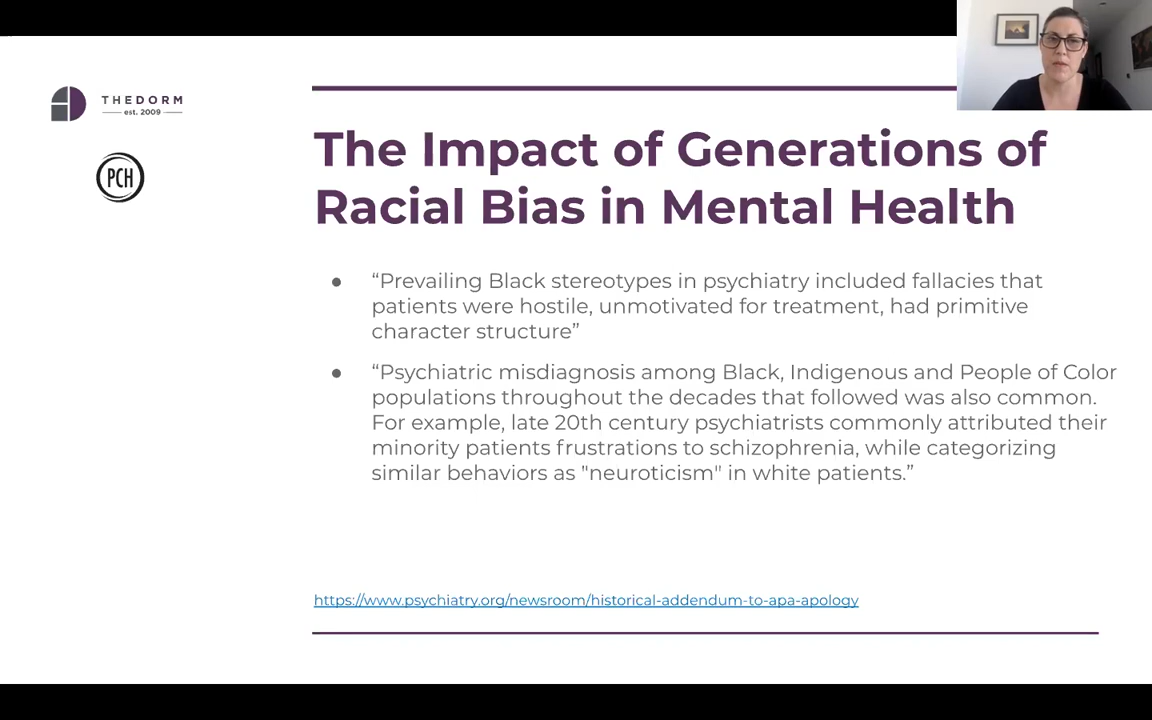 THEDORM
est. 2009
PCH
The Impact of Generations of
Racial Bias in Mental Health
● “Prevailing Black stereotypes in psychiatry included fallacies that
patients were hostile, unmotivated for treatment, had primitive
character structure”
● “Psychiatric misdiagnosis among Black, Indigenous and People of Color
populations throughout the decades that followed was also common.
For example, late 20th century psychiatrists commonly attributed their
minority patients frustrations to schizophrenia, while categorizing
similar behaviors as "neuroticism" in white patients.”
https://www.psychiatry.org/newsroom/historical-addendum-to-apa-apology